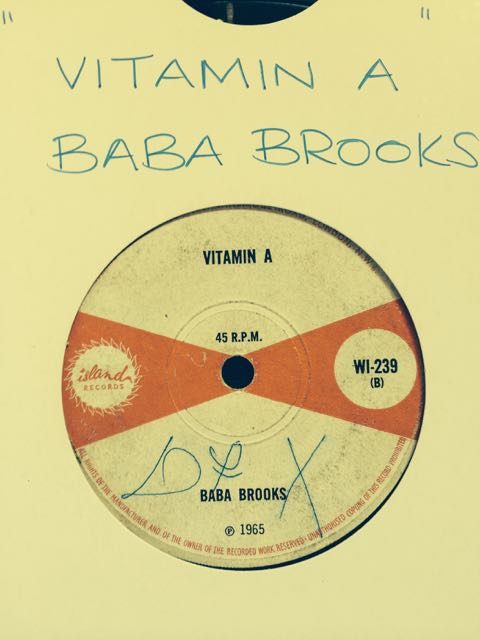 " "
VITAMIN A
BABA BROOKS
VITAMIN A
45 R.P.M.
island
RECORDS
WI-239
(B)
BABA BROOKS
℗ 1965
ALL RIGHTS OF THE MANUFACTURER AND OF THE OWNER OF THE RECORDED WORK RESERVED • UNAUTHORISED COPYING OF THIS RECORD PROHIBITED